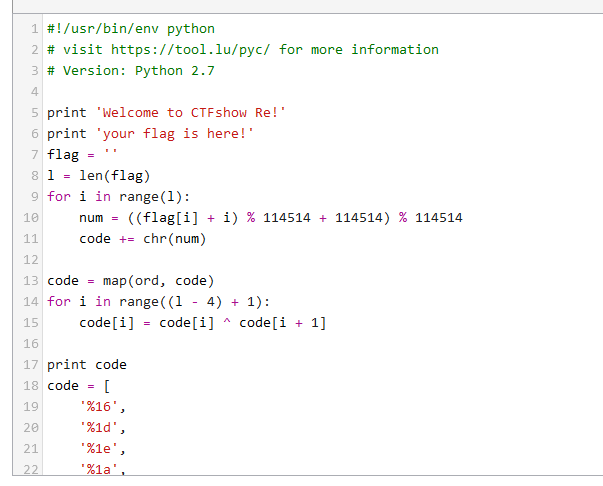 1 #!/usr/bin/env python
2 # visit https://tool.lu/pyc/ for more information
3 # Version: Python 2.7
4
5 print 'Welcome to CTFshow Re!'
6 print 'your flag is here!'
7 flag = ''
8 l = len(flag)
9 for i in range(l):
10     num = ((flag[i] + i) % 114514 + 114514) % 114514
11     code += chr(num)
12
13 code = map(ord, code)
14 for i in range((l - 4) + 1):
15     code[i] = code[i] ^ code[i + 1]
16
17 print code
18 code = [
19     '%16',
20     '%1d',
21     '%1e',
22     '%1a',